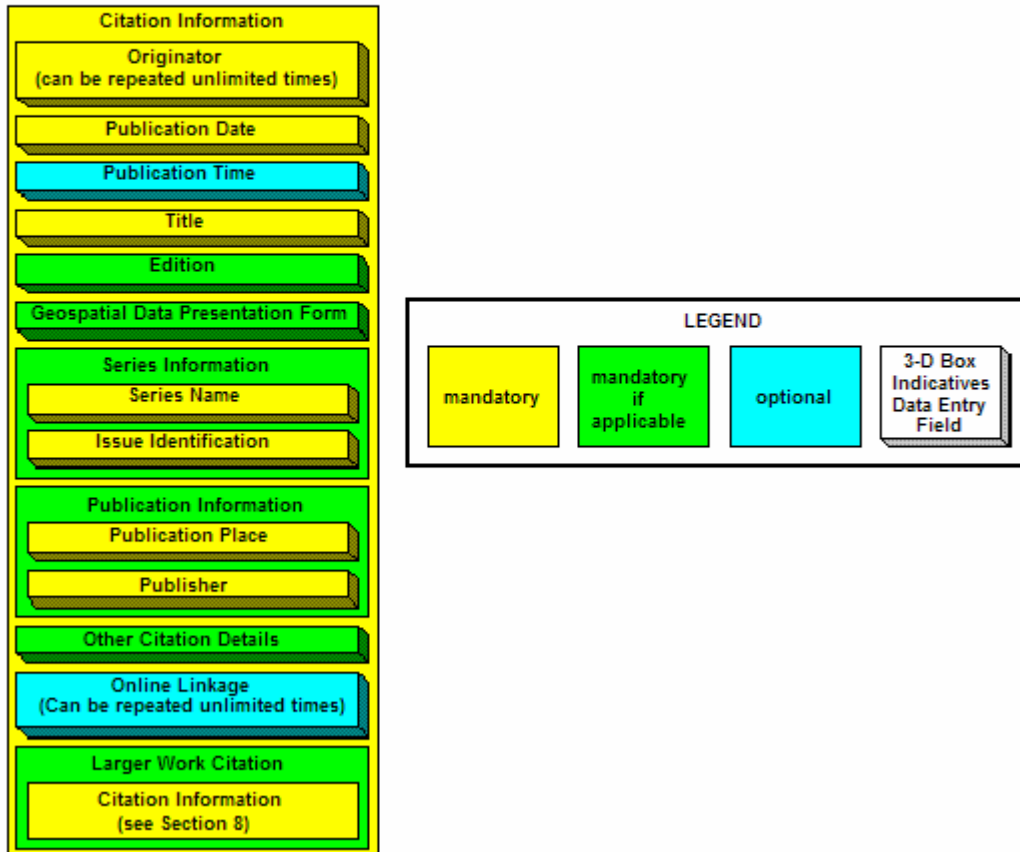 Citation Information
Originator
(can be repeated unlimited times)
Publication Date
Publication Time
Title
Edition
Geospatial Data Presentation Form
Series Information
Series Name
Issue Identification
Publication Information
Publication Place
Publisher
Other Citation Details
Online Linkage
(Can be repeated unlimited times)
Larger Work Citation
Citation Information
(see Section 8)
LEGEND
mandatory
mandatory
if
applicable
optional
3-D Box
Indicatives
Data Entry
Field